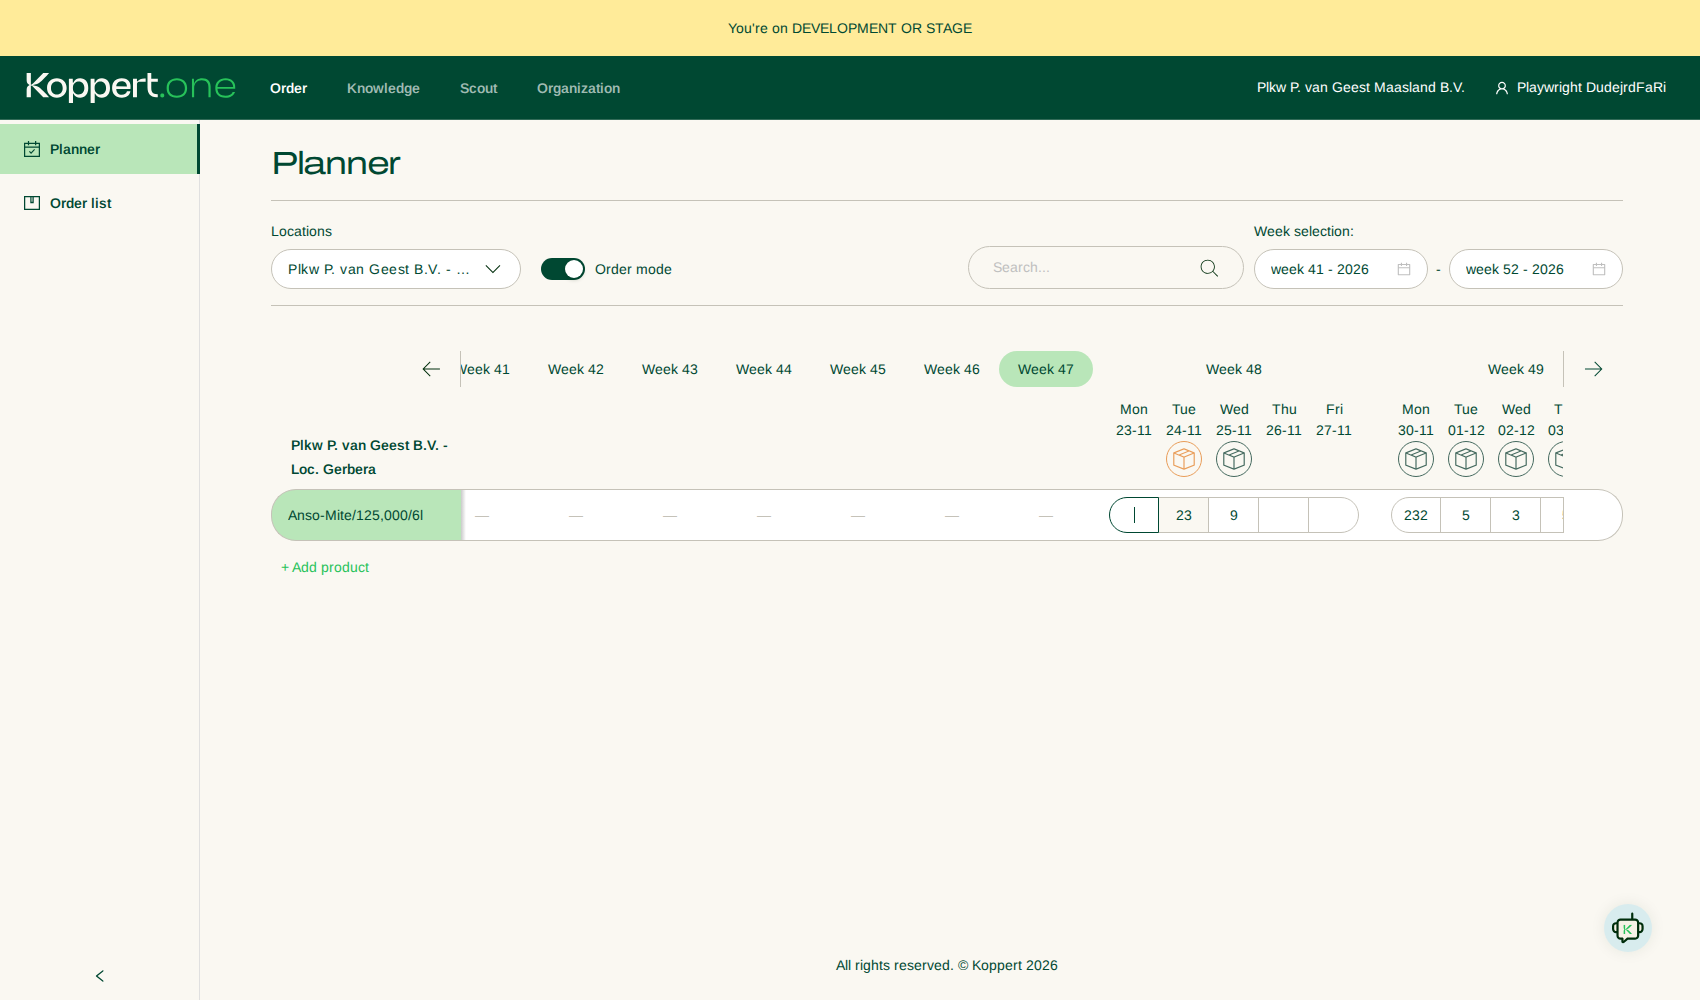 You're on DEVELOPMENT OR STAGE
Koppert.one
Order Knowledge Scout Organization
Plkw P. van Geest Maasland B.V. Playwright DudejrdFaRi
Planner
Order list
Planner
Locations
Plkw P. van Geest B.V. - ...
Order mode
Search...
Week selection:
week 41 - 2026 - week 52 - 2026
Week 41 Week 42 Week 43 Week 44 Week 45 Week 46 Week 47 Week 48 Week 49
Mon Tue Wed Thu Fri Mon Tue Wed T
23-11 24-11 25-11 26-11 27-11 30-11 01-12 02-12 03
Plkw P. van Geest B.V. -
Loc. Gerbera
Anso-Mite/125,000/6l — — — — — — — 23 9 232 5 3
+ Add product
All rights reserved. © Koppert 2026